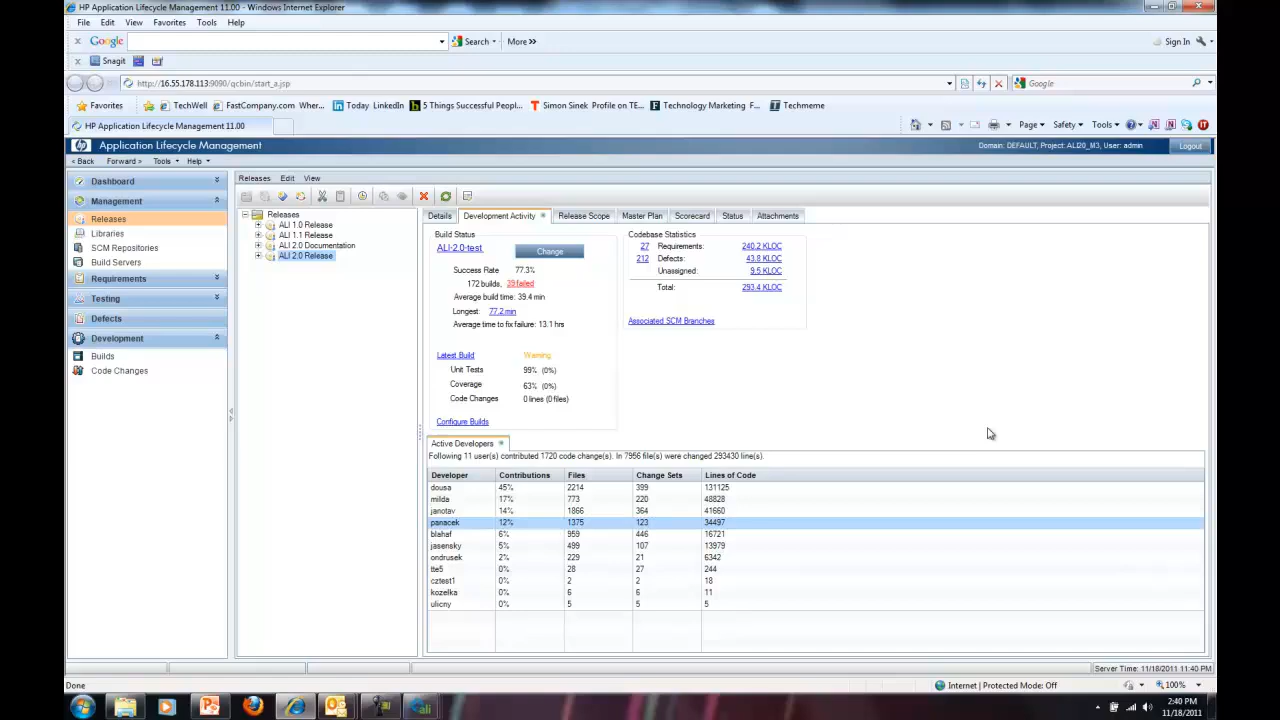 HP Application Lifecycle Management 11.00 - Windows Internet Explorer
File Edit View Favorites Tools Help
x Google Search More »» Sign In
x Snagit
http://16.55.178.113:9090/qcbin/start_a.jsp Google
Favorites TechWell FastCompany.com Wher... Today LinkedIn 5 Things Successful Peopl... Simon Sinek Profile on TE... Technology Marketing F... Techmeme
HP Application Lifecycle Management 11.00 Page Safety Tools
hp Application Lifecycle Management Domain: DEFAULT, Project: ALI20_M3, User: admin Logout
< Back Forward > Tools Help
Dashboard
Management
Releases
Libraries
SCM Repositories
Build Servers
Requirements
Testing
Defects
Development
Builds
Code Changes
Releases Edit View
Releases
ALI 1.0 Release
ALI 1.1 Release
ALI 2.0 Documentation
ALI 2.0 Release
Details Development Activity * Release Scope Master Plan Scorecard Status Attachments
Build Status
ALI-2.0-test Change
Success Rate 77.3%
172 builds, 39 failed
Average build time: 39.4 min
Longest: 77.2 min
Average time to fix failure: 13.1 hrs
Latest Build Warning
Unit Tests 99% (0%)
Coverage 63% (0%)
Code Changes 0 lines (0 files)
Configure Builds
Codebase Statistics
27 Requirements: 240.2 KLOC
212 Defects: 43.8 KLOC
Unassigned: 9.5 KLOC
Total: 293.4 KLOC
Associated SCM Branches
Active Developers *
Following 11 user(s) contributed 1720 code change(s). In 7956 file(s) were changed 293430 line(s).
Developer Contributions Files Change Sets Lines of Code
dousa 45% 2214 399 131125
milda 17% 773 220 48828
janotav 14% 1866 364 41660
panacek 12% 1375 123 34497
blahaf 6% 959 446 16721
jasensky 5% 499 107 13979
ondrusek 2% 229 21 6342
tte5 0% 28 27 244
cztest1 0% 2 2 18
kozelka 0% 6 6 11
ulicny 0% 5 5 5
Server Time: 11/18/2011 11:40 PM
Done Internet | Protected Mode: Off 100%
ali 2:40 PM
11/18/2011